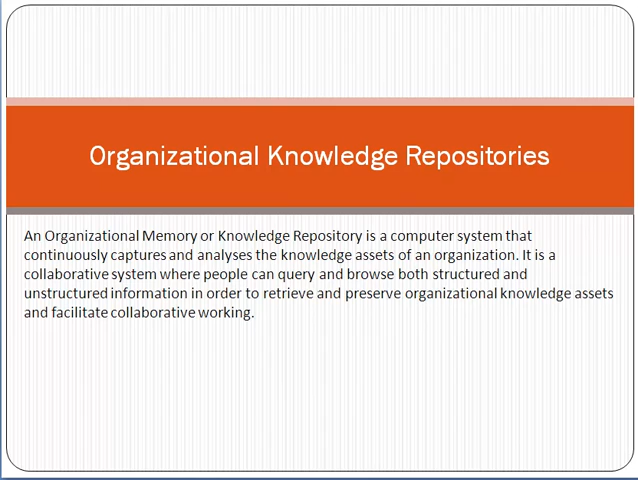 Organizational Knowledge Repositories
An Organizational Memory or Knowledge Repository is a computer system that
continuously captures and analyses the knowledge assets of an organization. It is a
collaborative system where people can query and browse both structured and
unstructured information in order to retrieve and preserve organizational knowledge assets
and facilitate collaborative working.